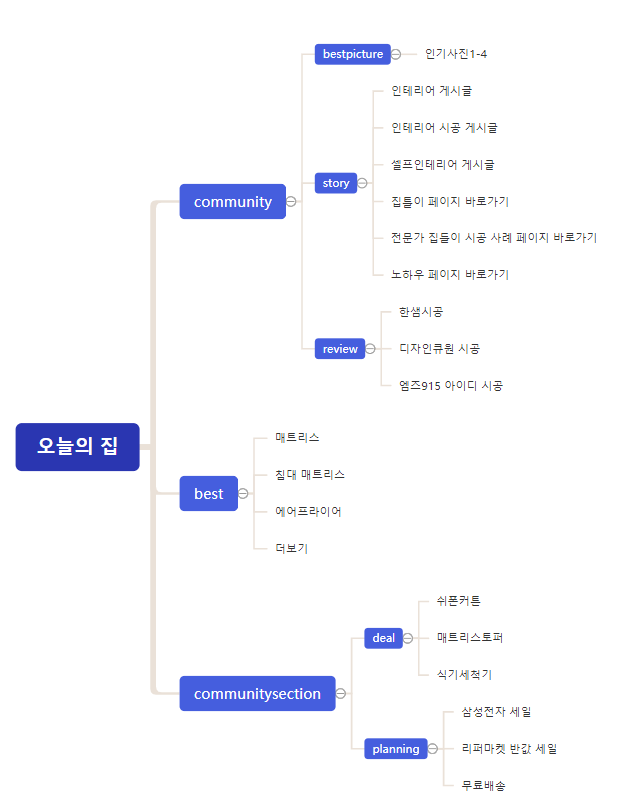 오늘의 집
community
bestpicture
인기사진1-4
story
인테리어 게시글
인테리어 시공 게시글
셀프인테리어 게시글
집들이 페이지 바로가기
전문가 집들이 시공 사례 페이지 바로가기
노하우 페이지 바로가기
review
한샘시공
디자인큐원 시공
엠즈915 아이디 시공
best
매트리스
침대 매트리스
에어프라이어
더보기
communitysection
deal
쉬폰커튼
매트리스토퍼
식기세척기
planning
삼성전자 세일
리퍼마켓 반값 세일
무료배송